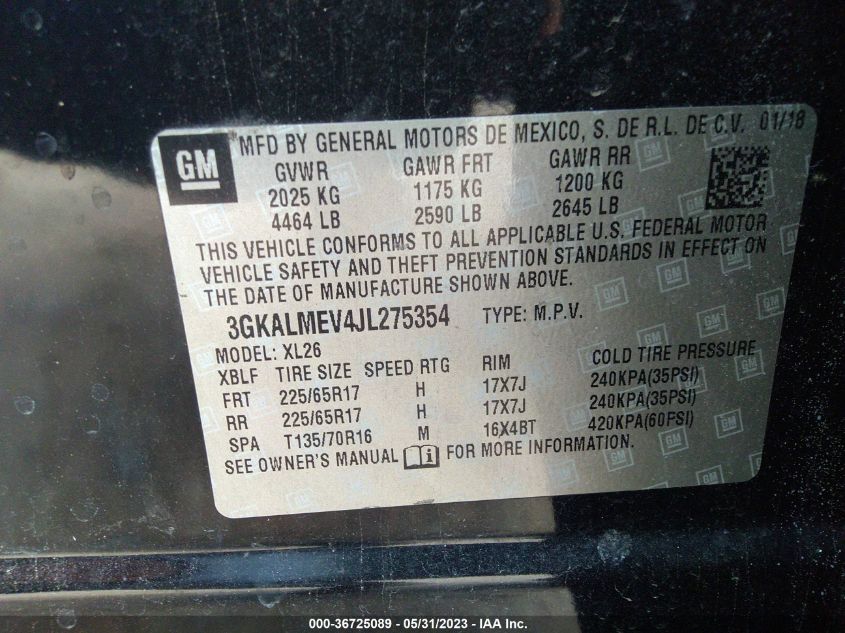 GM MFD BY GENERAL MOTORS DE MEXICO, S. DE R.L. DE C.V. 01/18
GVWR GAWR FRT GAWR RR
2025 KG 1175 KG 1200 KG
4464 LB 2590 LB 2645 LB
THIS VEHICLE CONFORMS TO ALL APPLICABLE U.S. FEDERAL MOTOR
VEHICLE SAFETY AND THEFT PREVENTION STANDARDS IN EFFECT ON
THE DATE OF MANUFACTURE SHOWN ABOVE.
3GKALMEV4JL275354 TYPE: M.P.V.
MODEL: XL26
XBLF TIRE SIZE SPEED RTG RIM COLD TIRE PRESSURE
FRT 225/65R17 H 17X7J 240KPA(35PSI)
RR 225/65R17 H 17X7J 240KPA(35PSI)
SPA T135/70R16 M 16X4BT 420KPA(60PSI)
SEE OWNER'S MANUAL FOR MORE INFORMATION.
000-36725089 - 05/31/2023 - IAAI.com